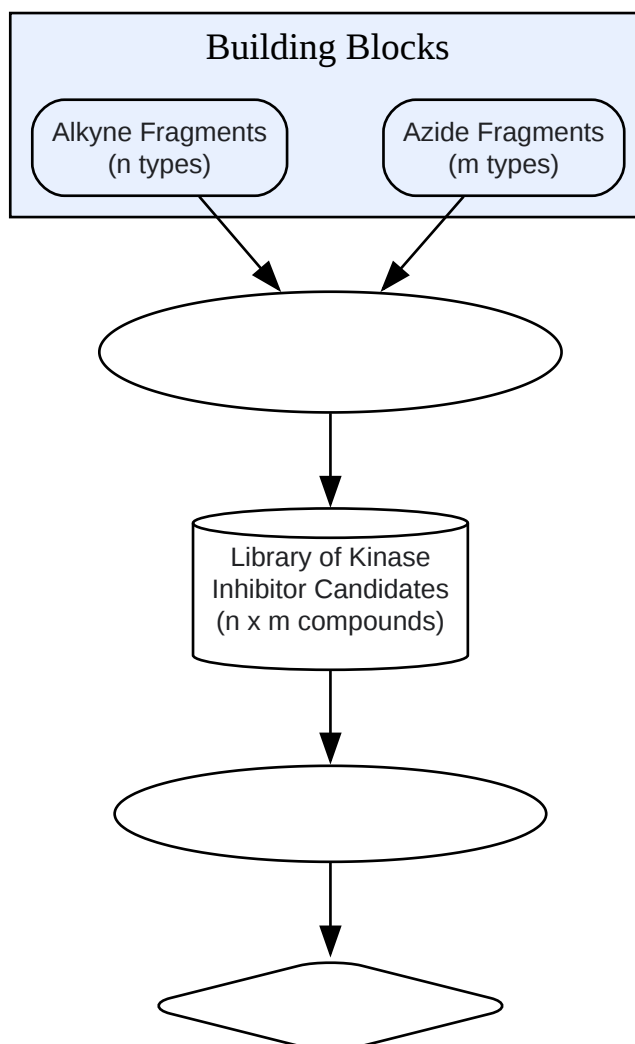 Building Blocks
Alkyne Fragments
(n types)
Azide Fragments
(m types)
Library of Kinase
Inhibitor Candidates
(n x m compounds)